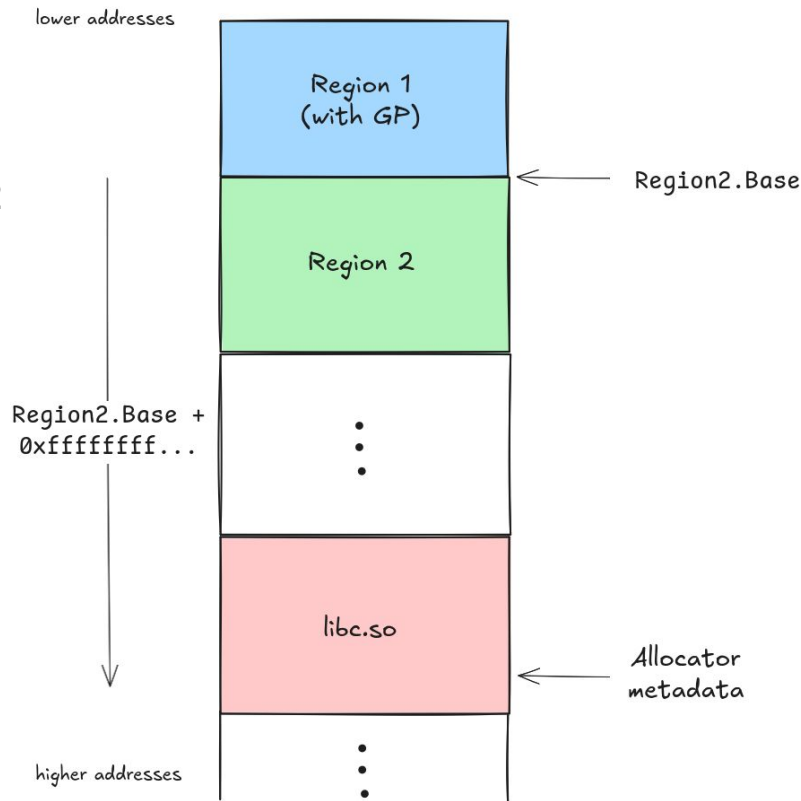 lower addresses
Region 1
(with GP)
Region2.Base
Region 2
Region2.Base +
0xffffffff...
libc.so
Allocator
metadata
higher addresses